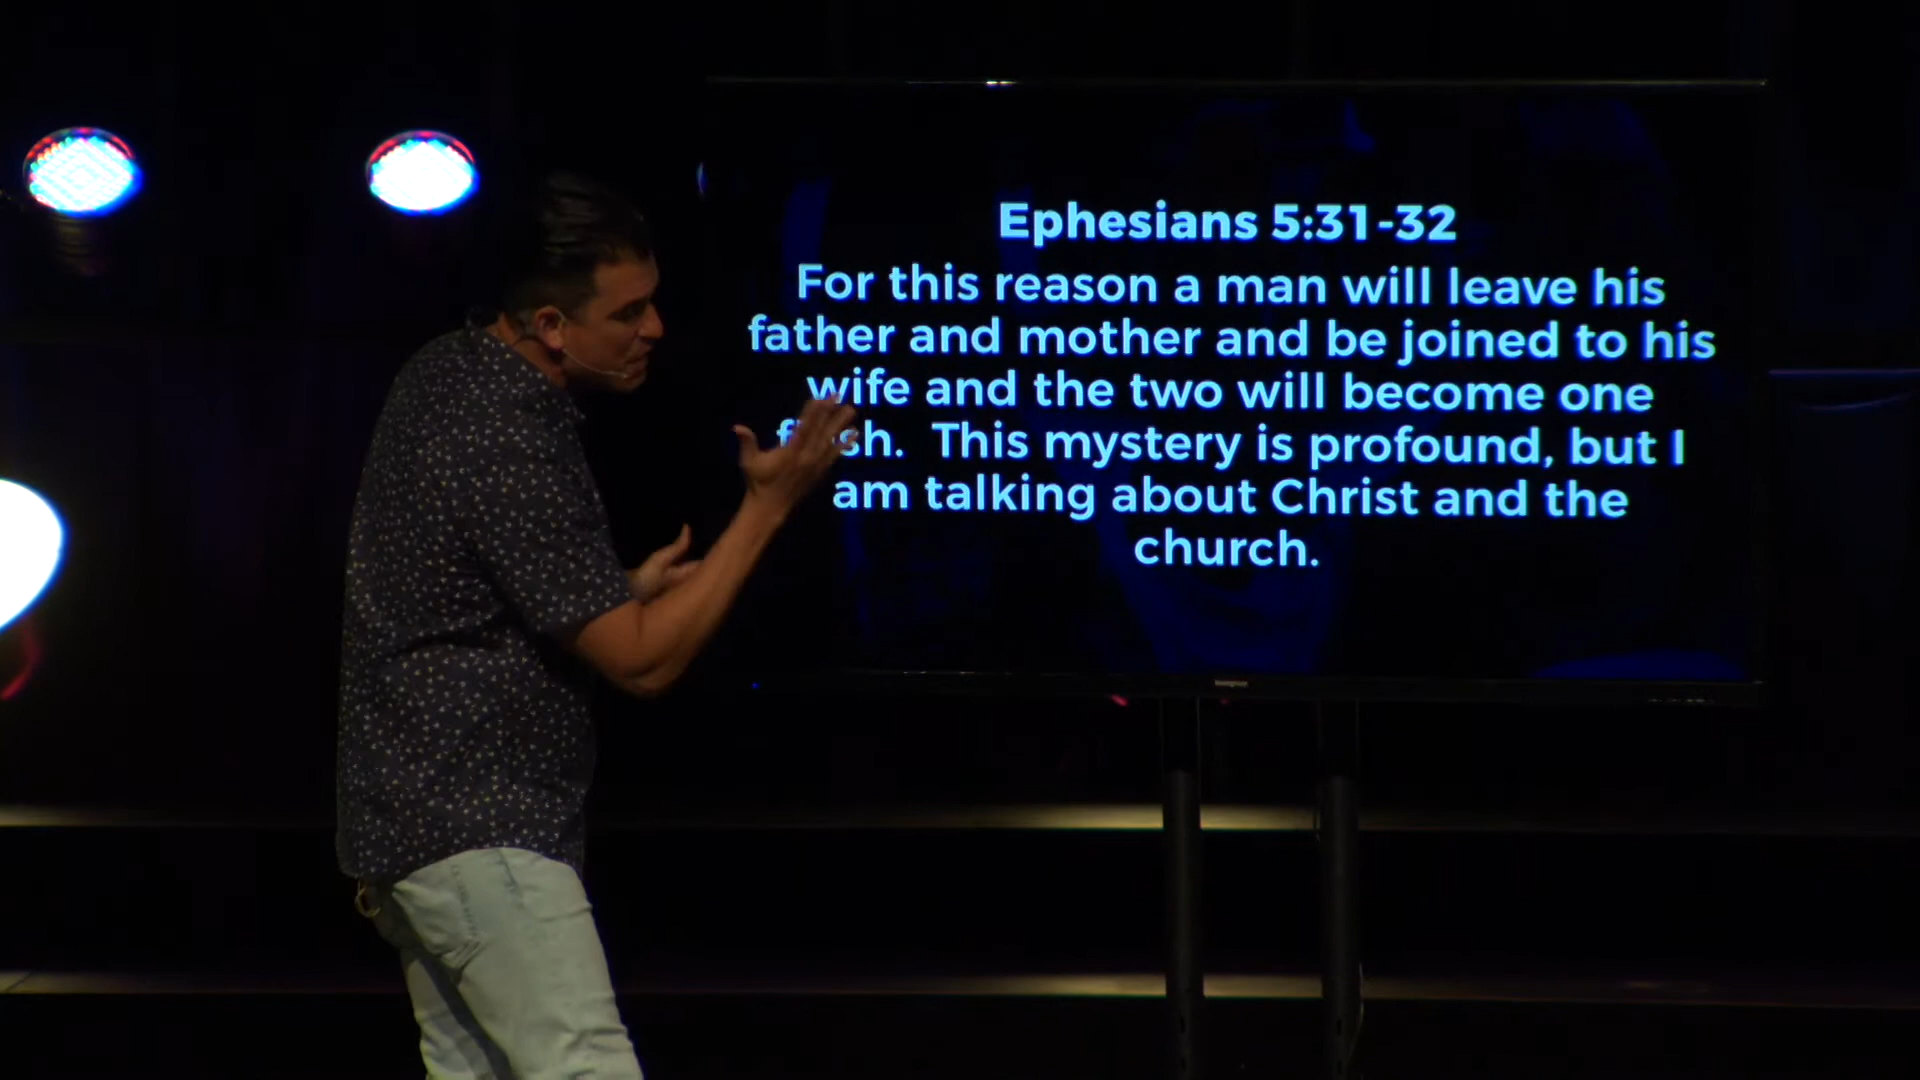 Ephesians 5:31-32
For this reason a man will leave his
father and mother and be joined to his
wife and the two will become one
flesh. This mystery is profound, but I
am talking about Christ and the
church.